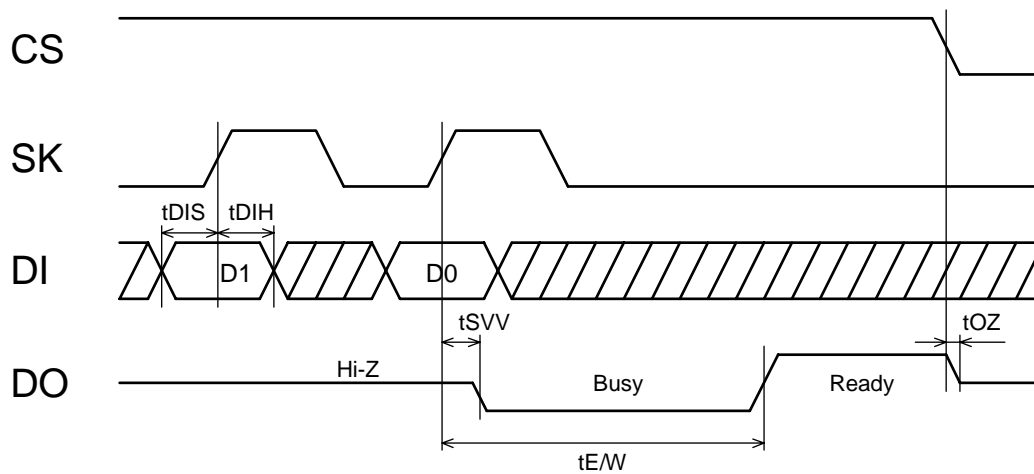 CS
SK
tDIS tDIH
DI D1 D0
tSVV tOZ
DO Hi-Z Busy Ready
tE/W